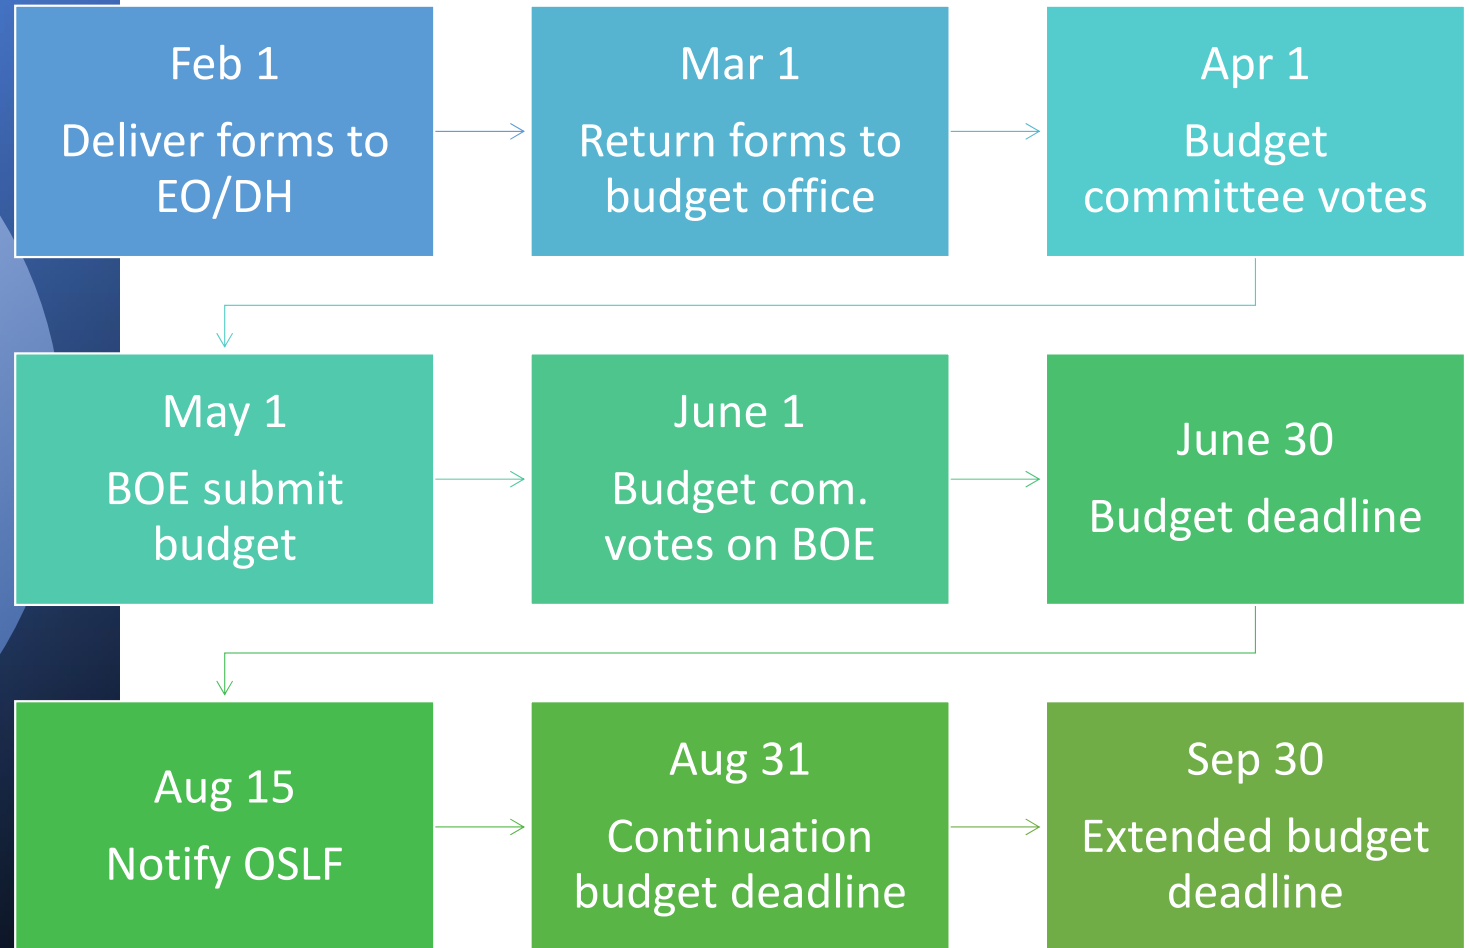 Feb 1
Deliver forms to
EO/DH
Mar 1
Return forms to
budget office
Apr 1
Budget
committee votes
May 1
BOE submit
budget
June 1
Budget com.
votes on BOE
June 30
Budget deadline
Aug 15
Notify OSLF
Aug 31
Continuation
budget deadline
Sep 30
Extended budget
deadline